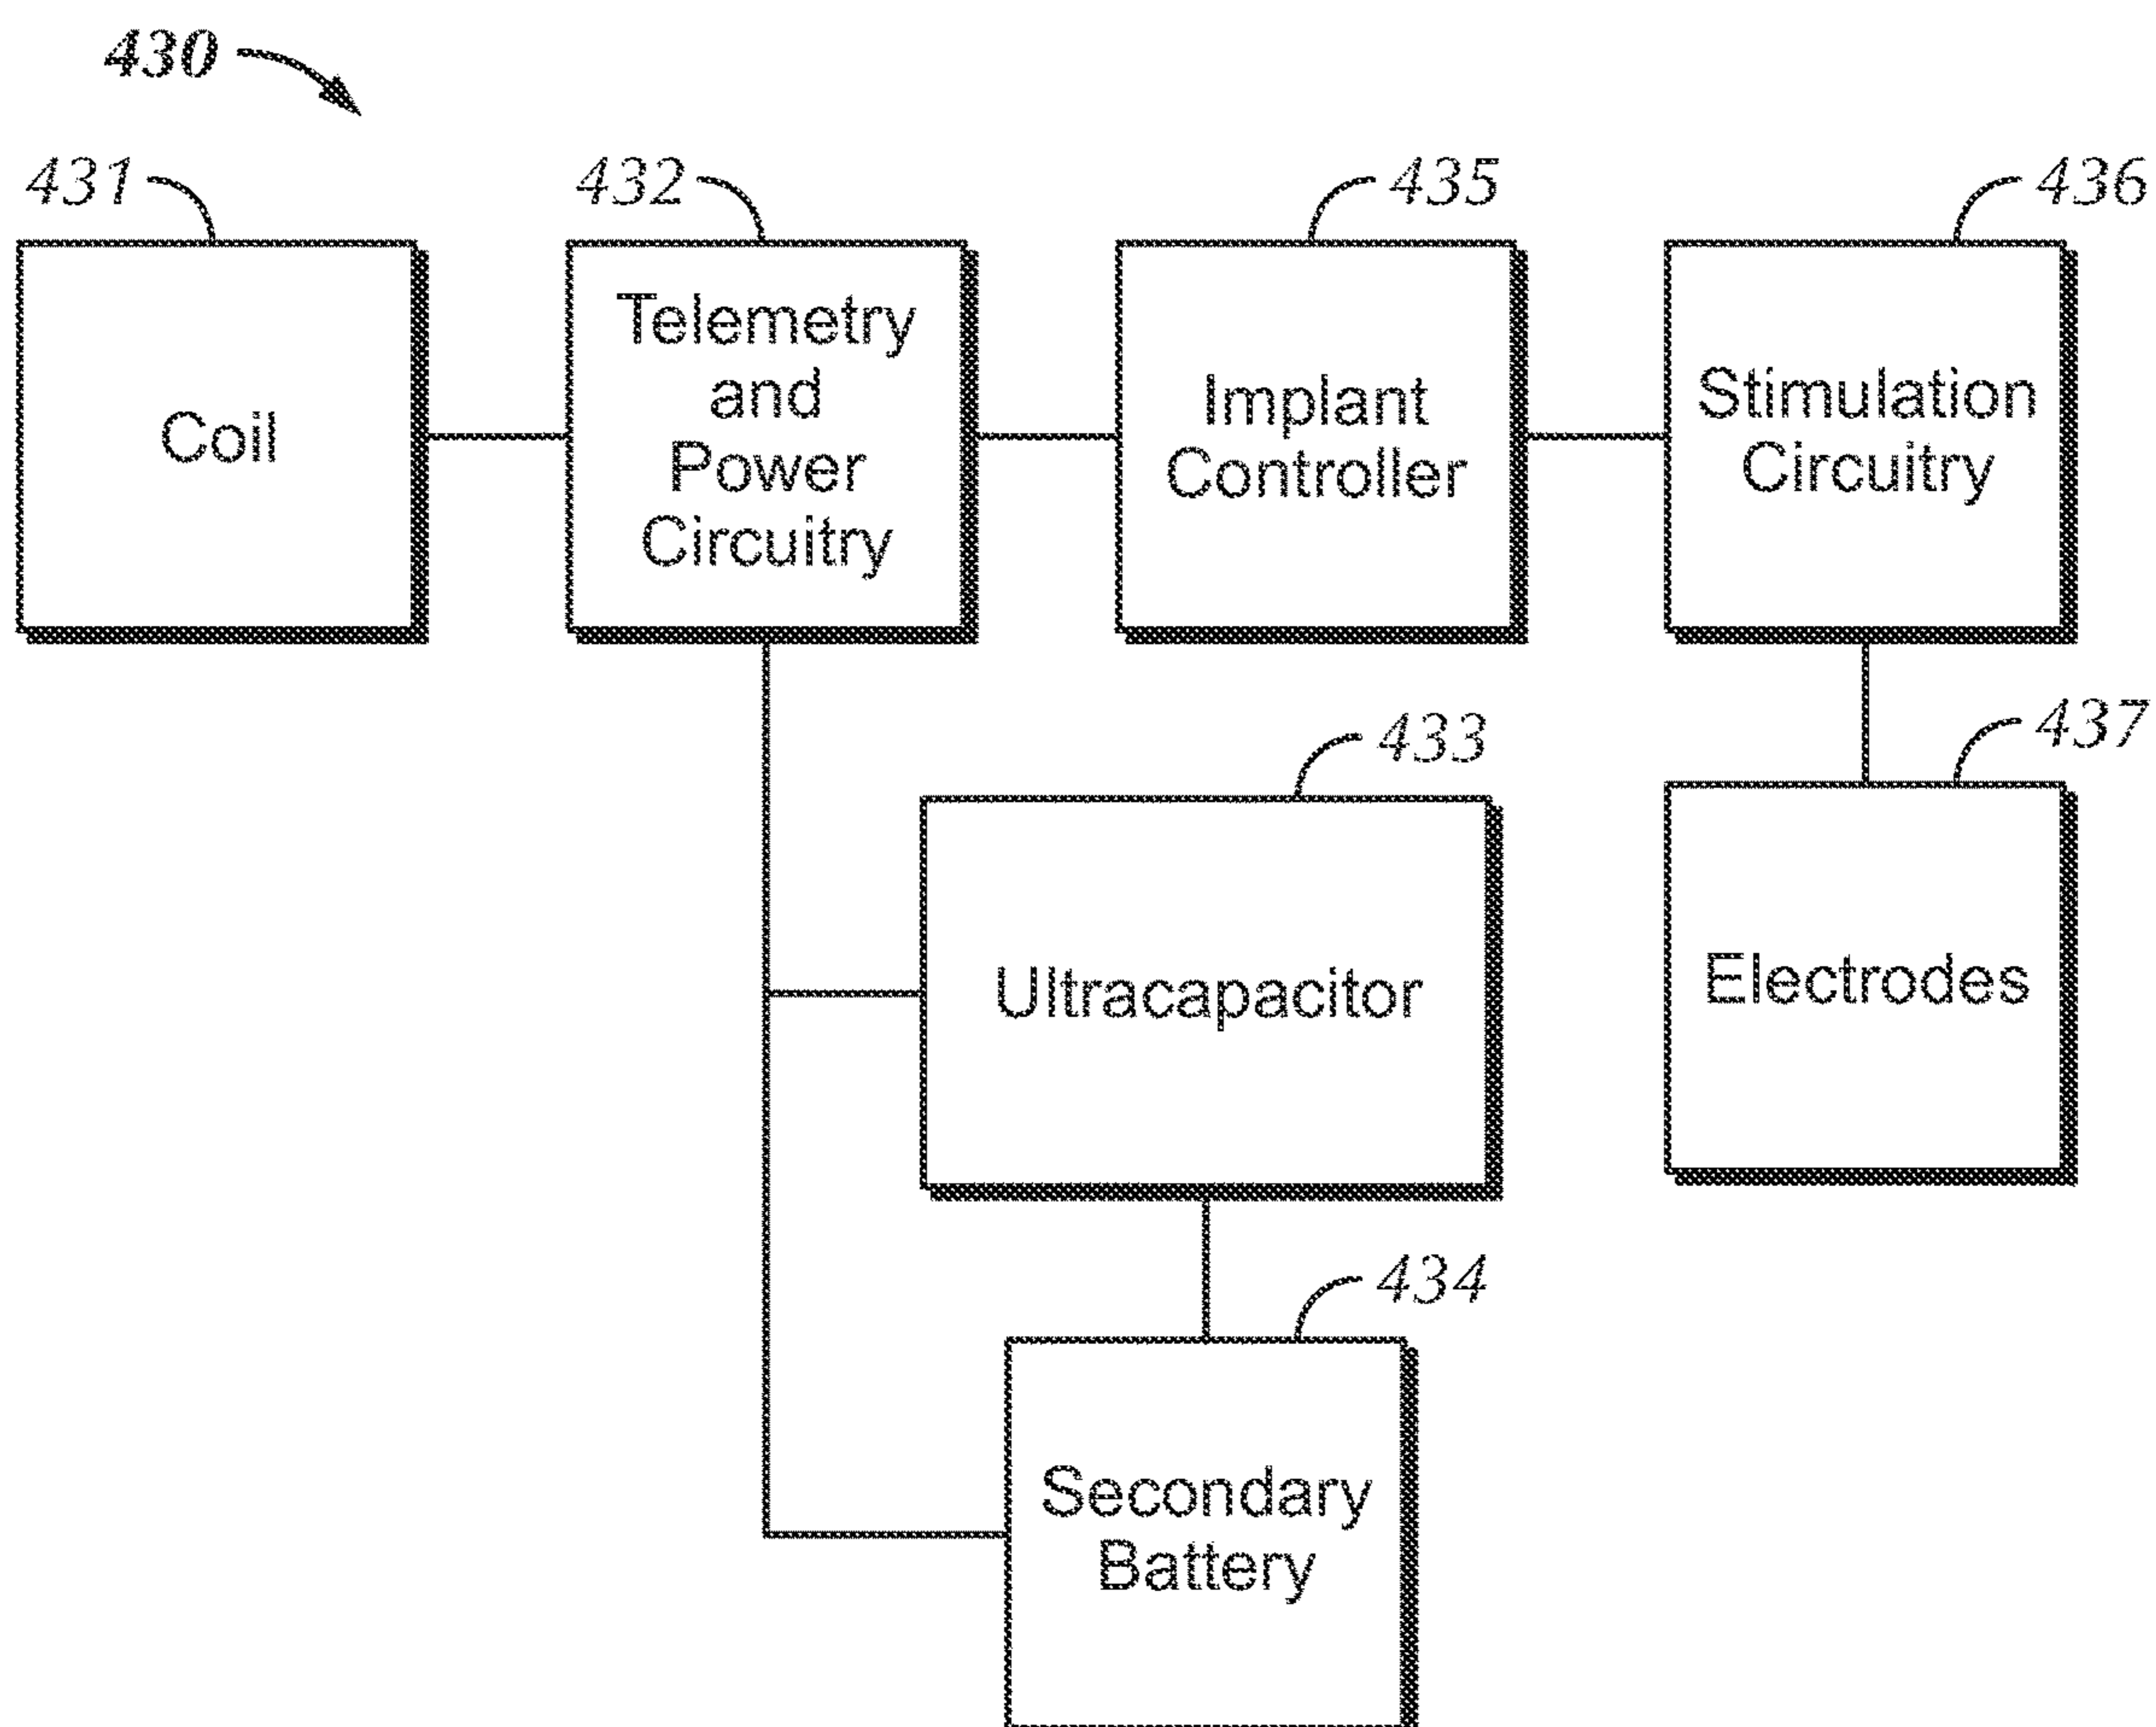 430
431
432
435
436
Coil
Telemetry
and
Power
Circuitry
Implant
Controller
Stimulation
Circuitry
433
437
Ultracapacitor
Electrodes
434
Secondary
Battery